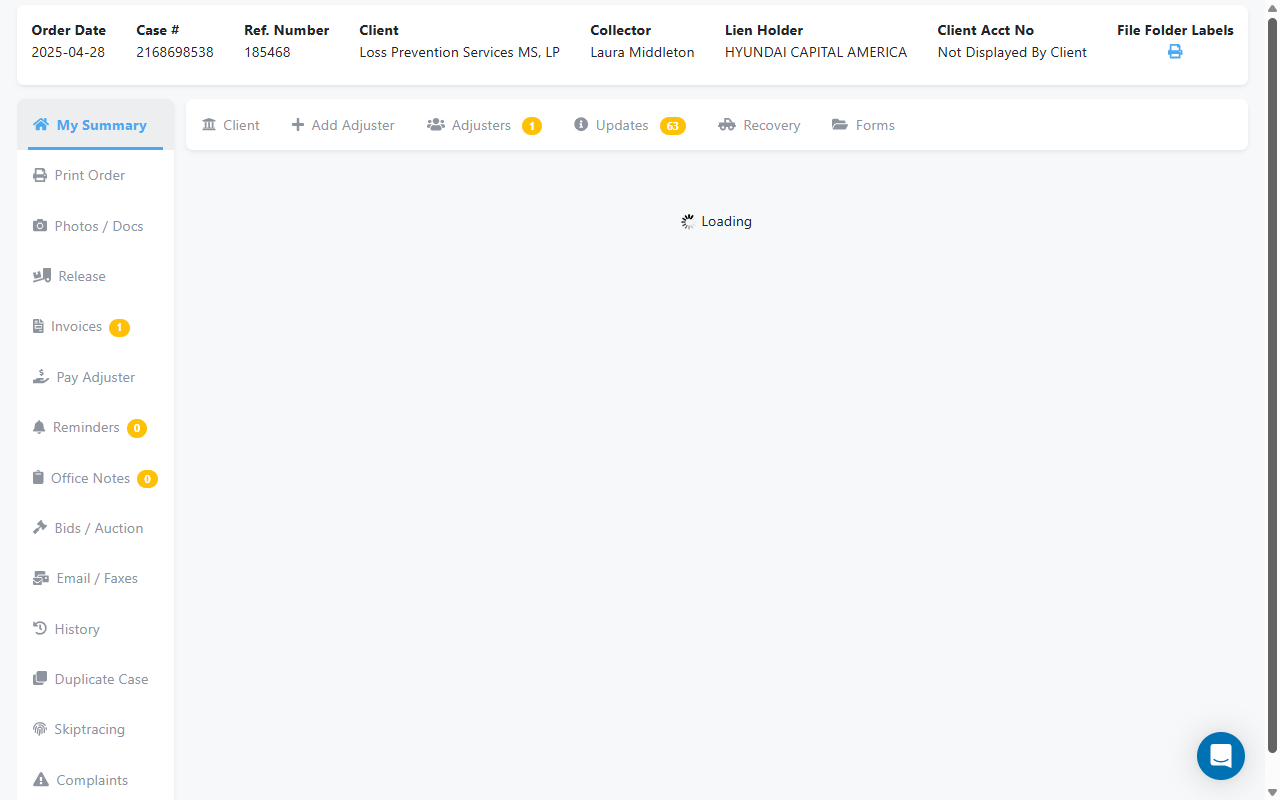 Order Date Case # Ref. Number Client Collector Lien Holder Client Acct No File Folder Labels
2025-04-28 2168698538 185468 Loss Prevention Services MS, LP Laura Middleton HYUNDAI CAPITAL AMERICA Not Displayed By Client
My Summary
Client Add Adjuster Adjusters 1 Updates 63 Recovery Forms
Print Order
Photos / Docs
Release
Invoices 1
Pay Adjuster
Reminders 0
Office Notes 0
Bids / Auction
Email / Faxes
History
Duplicate Case
Skiptracing
Complaints
Loading